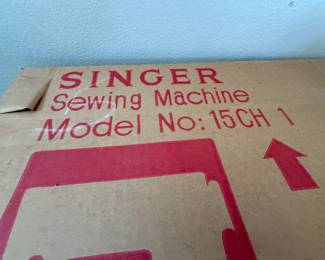 SINGER
Sewing Machine
Model No: 15CH 1